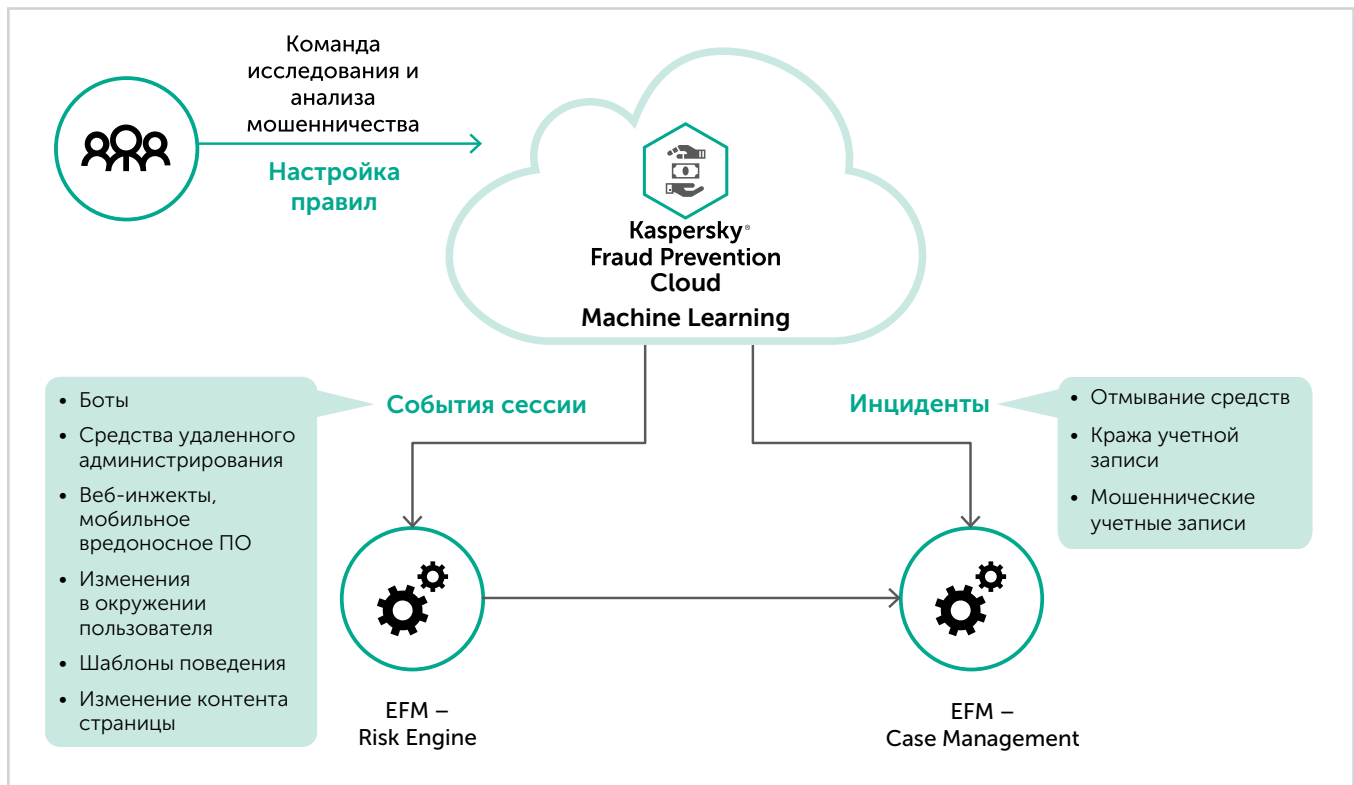 Команда
исследования и
анализа
мошенничества
Настройка
правил
Kaspersky®
Fraud Prevention
Cloud
Machine Learning
События сессии
• Боты
• Средства удаленного
администрирования
• Веб-инжекты,
мобильное
вредоносное ПО
• Изменения
в окружении
пользователя
• Шаблоны поведения
• Изменение контента
страницы
Инциденты
• Отмывание средств
• Кража учетной
записи
• Мошеннические
учетные записи
EFM –
Risk Engine
EFM –
Case Management